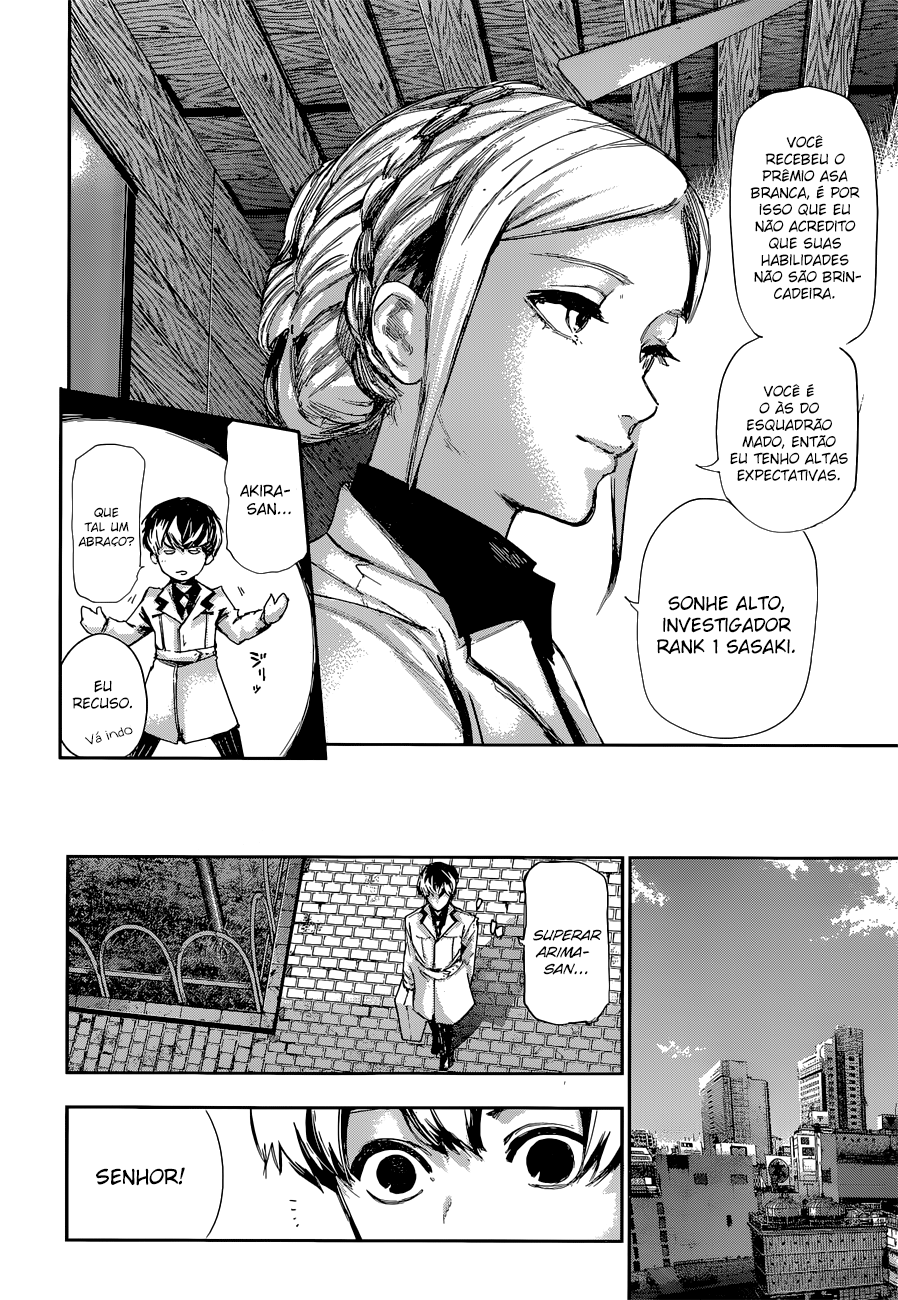 VOCÊ
RECEBEU O
PRÊMIO ASA
BRANCA, É POR
ISSO QUE EU
NÃO ACREDITO
QUE SUAS
HABILIDADES
NÃO SÃO BRIN-
CADEIRA.
VOCÊ É
O ÀS DO
ESQUADRÃO
MADO, ENTÃO
EU TENHO ALTAS
EXPECTATIVAS.
SONHE ALTO,
INVESTIGADOR
RANK 1 SASAKI.
AKIRA-
SAN...
QUE
TAL UM
ABRAÇO?
EU
RECUSO.
Vá indo
SUPERAR
ARIMA-
SAN...
SENHOR!